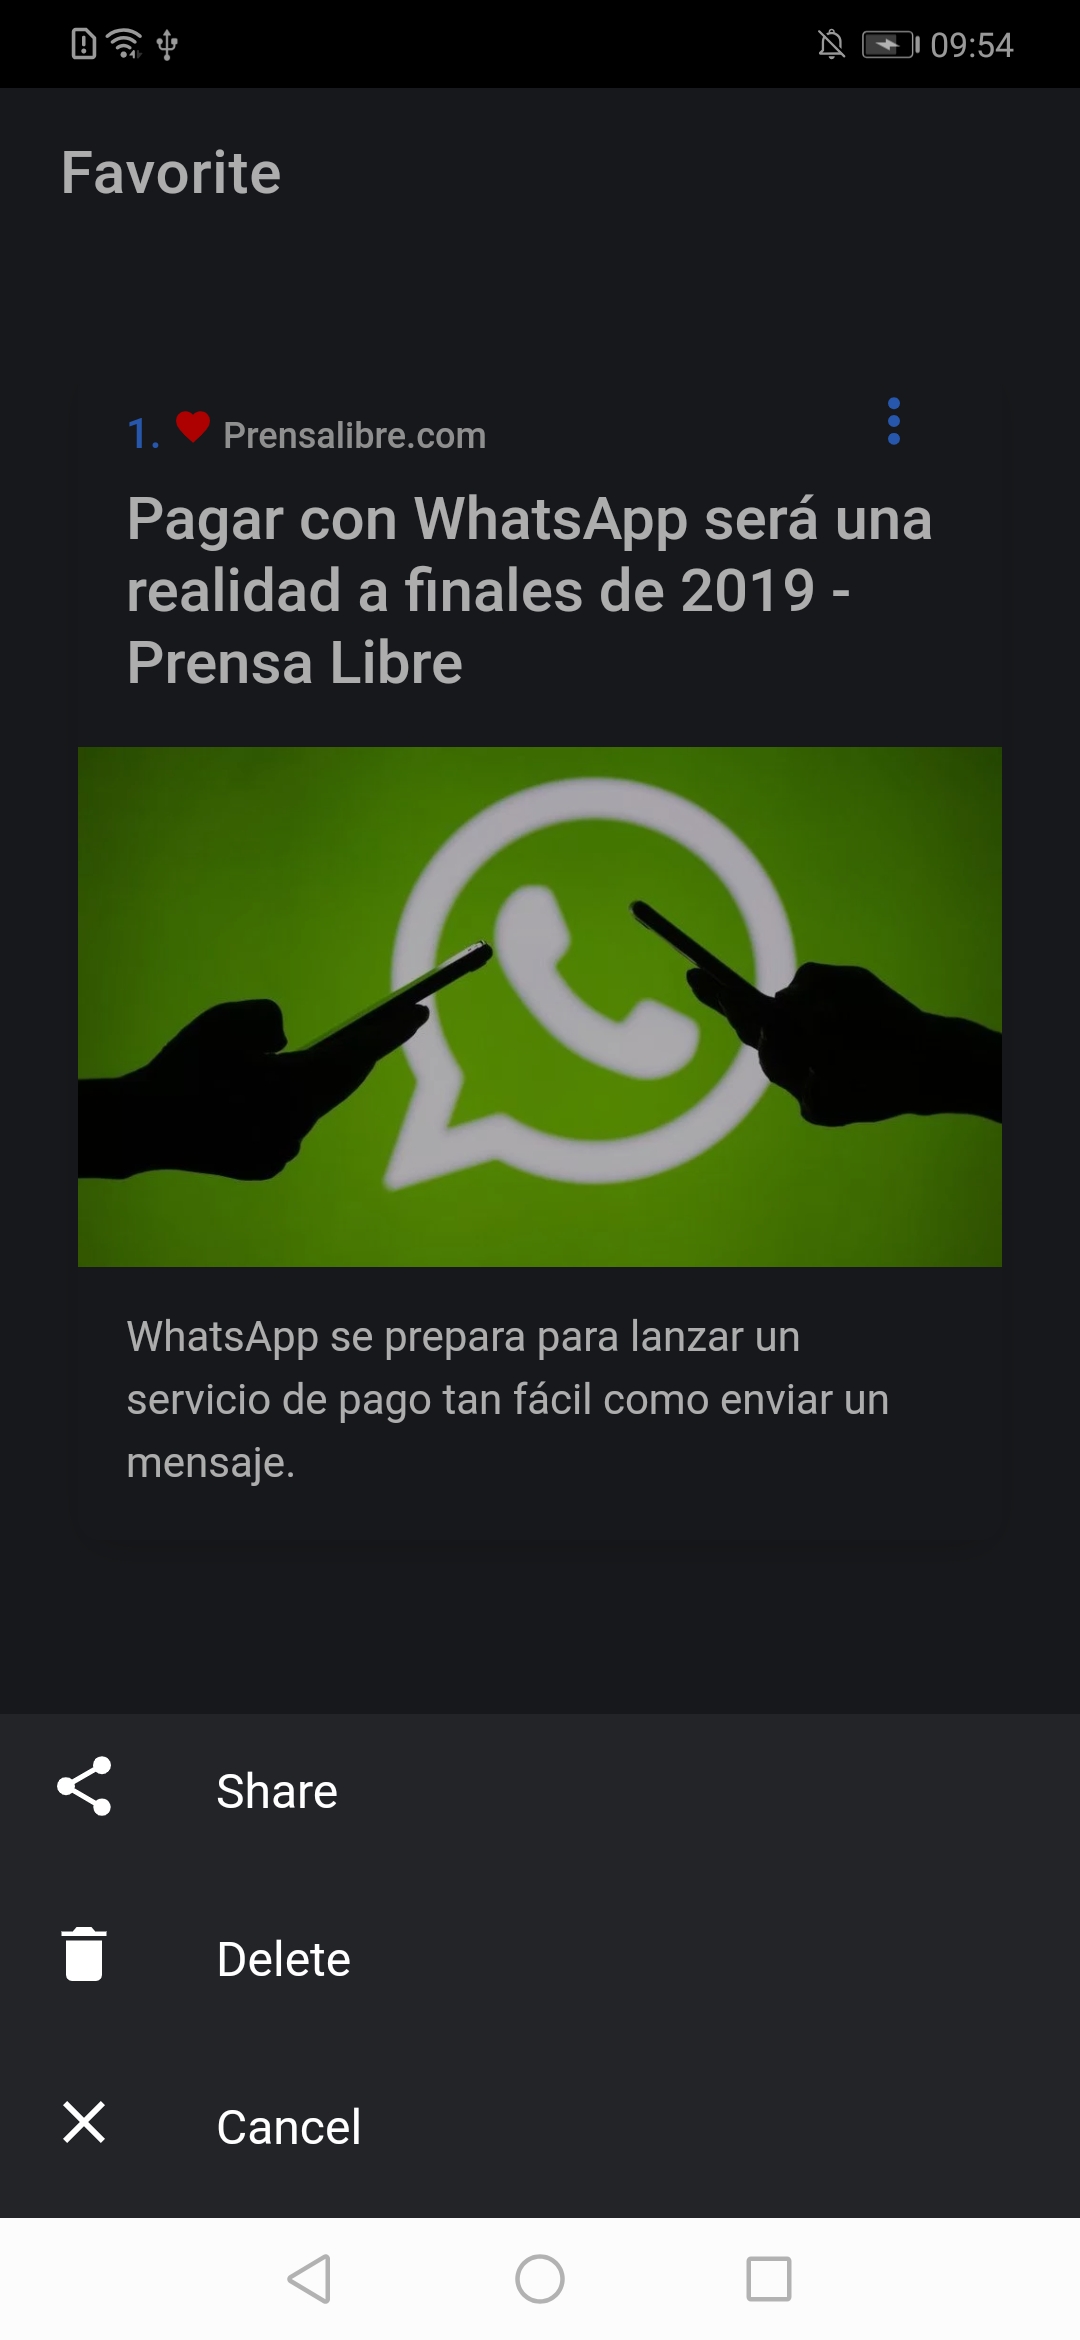 09:54
Favorite
1. Prensalibre.com
Pagar con WhatsApp será una
realidad a finales de 2019 -
Prensa Libre
WhatsApp se prepara para lanzar un
servicio de pago tan fácil como enviar un
mensaje.
Share
Delete
Cancel